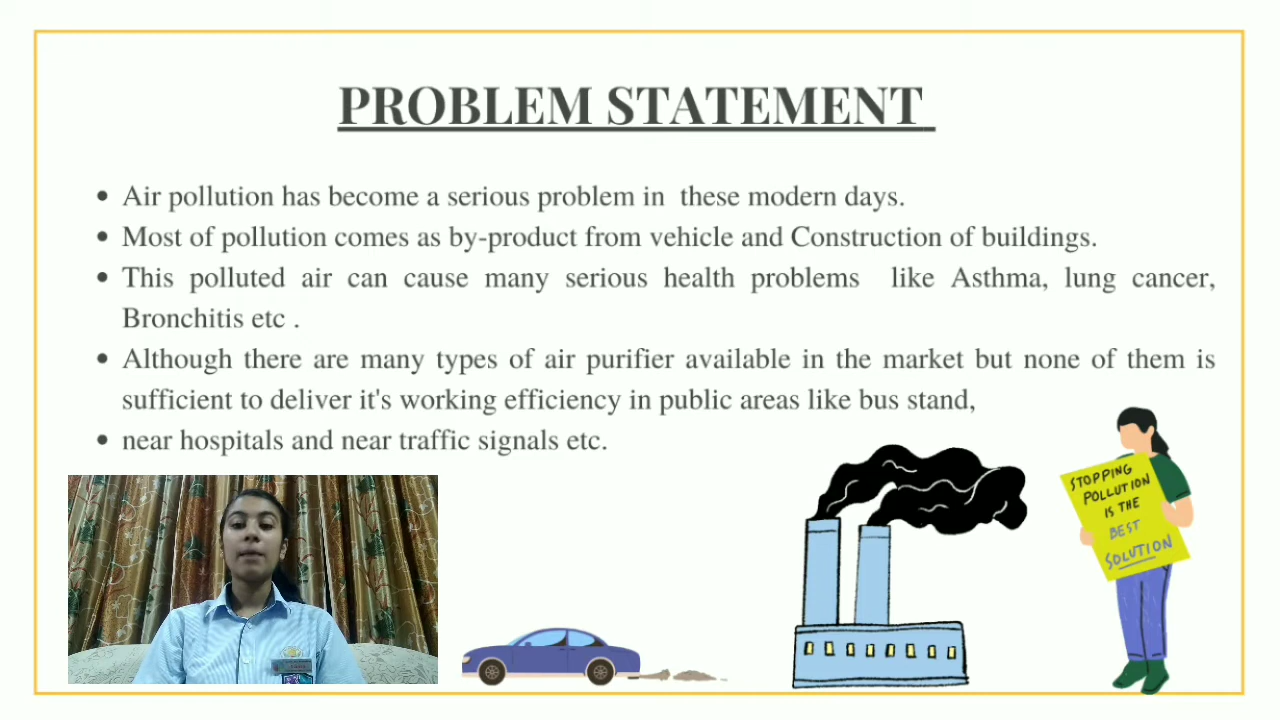 PROBLEM STATEMENT
Air pollution has become a serious problem in these modern days.
Most of pollution comes as by-product from vehicle and Construction of buildings.
This polluted air can cause many serious health problems like Asthma, lung cancer,
Bronchitis etc .
Although there are many types of air purifier available in the market but none of them is
sufficient to deliver it's working efficiency in public areas like bus stand,
near hospitals and near traffic signals etc.
STOPPING
POLLUTION
IS THE
BEST
SOLUTION